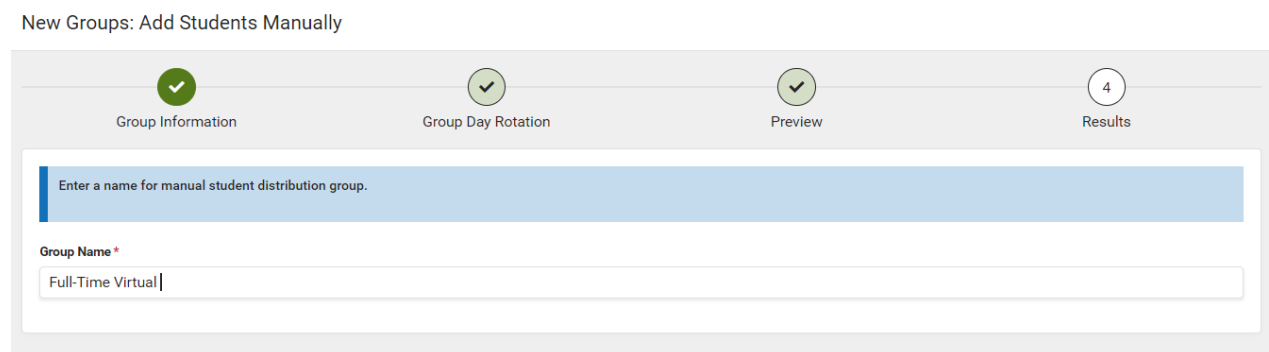 New Groups: Add Students Manually
4
Group Information
Group Day Rotation
Preview
Results
Enter a name for manual student distribution group.
Group Name *
Full-Time Virtual